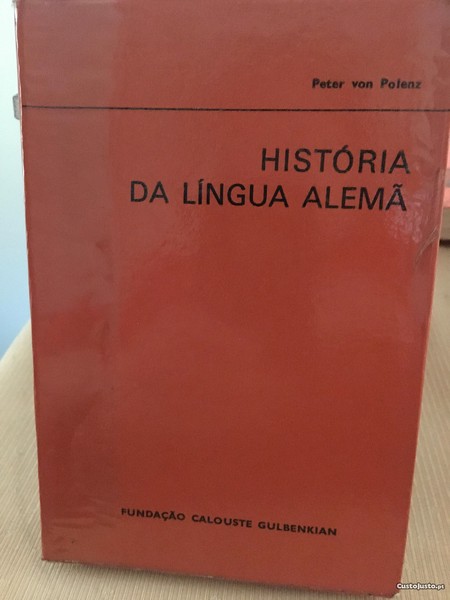 Peter von Polenz
HISTÓRIA
DA LÍNGUA ALEMÃ
FUNDAÇÃO CALOUSTE GULBENKIAN
CustoJusto.pt